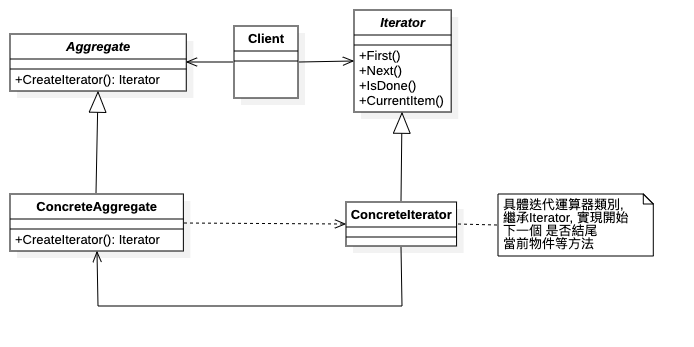 Aggregate
+CreateIterator(): Iterator
Client
Iterator
+First()
+Next()
+IsDone()
+CurrentItem()
ConcreteAggregate
+CreateIterator(): Iterator
ConcreteIterator
具體迭代運算器類別,
繼承Iterator, 實現開始
下一個 是否結尾
當前物件等方法